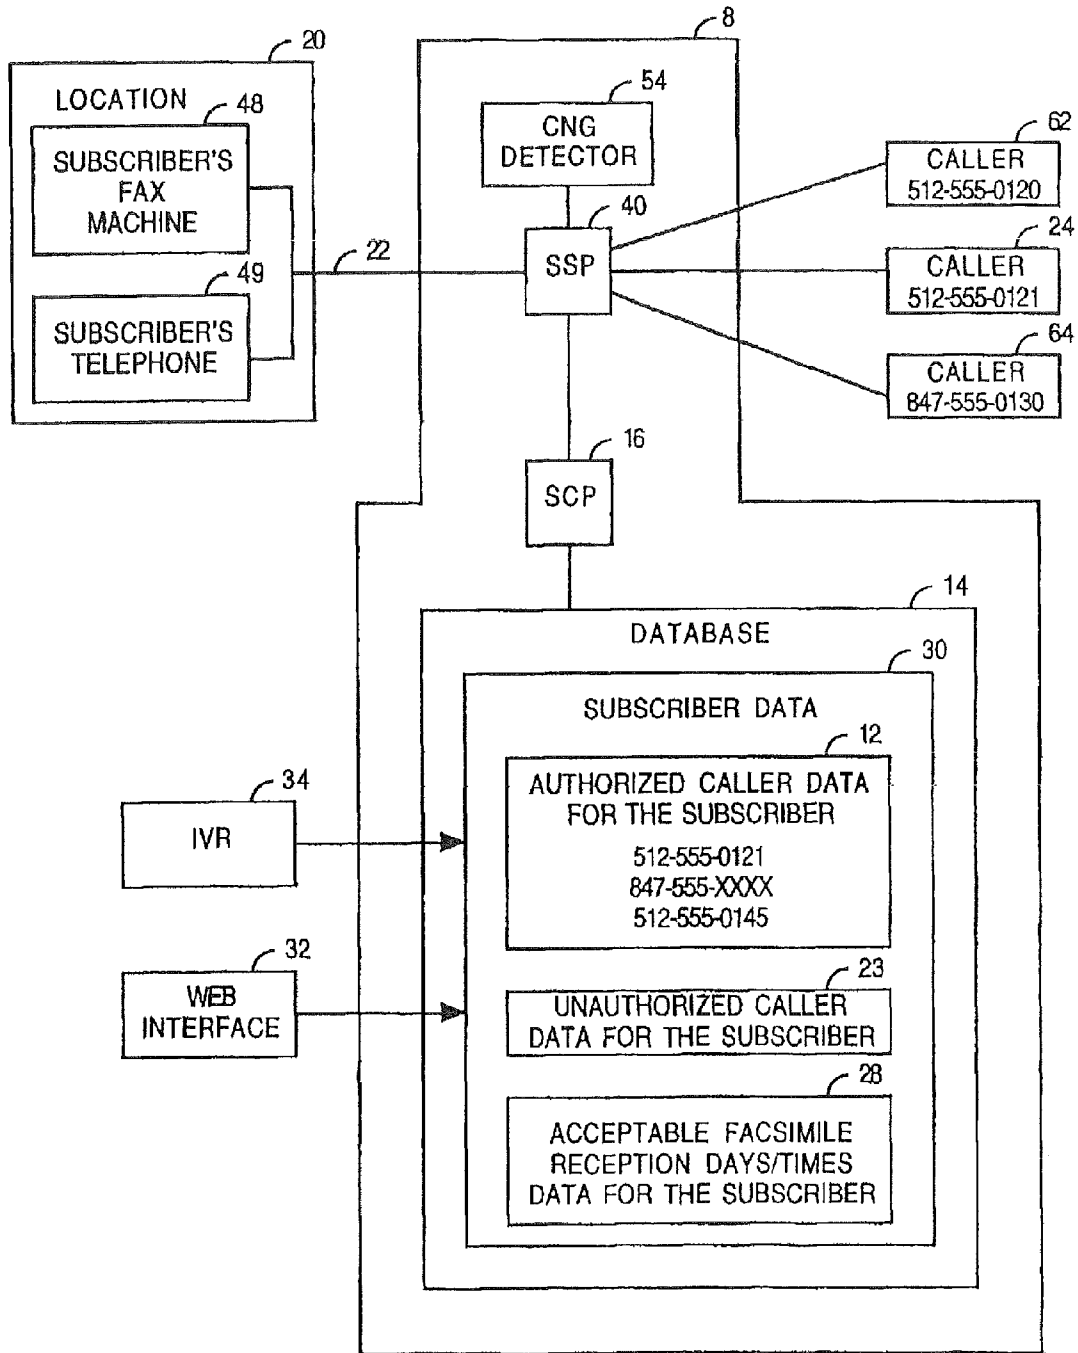 20
8
LOCATION
48
SUBSCRIBER'S
FAX
MACHINE
49
SUBSCRIBER'S
TELEPHONE
22
54
CNG
DETECTOR
40
SSP
62
CALLER
512-555-0120
24
CALLER
512-555-0121
64
CALLER
847-555-0130
16
SCP
14
DATABASE
30
SUBSCRIBER DATA
12
AUTHORIZED CALLER DATA
FOR THE SUBSCRIBER
512-555-0121
847-555-XXXX
512-555-0145
34
IVR
32
WEB
INTERFACE
23
UNAUTHORIZED CALLER
DATA FOR THE SUBSCRIBER
28
ACCEPTABLE FACSIMILE
RECEPTION DAYS/TIMES
DATA FOR THE SUBSCRIBER